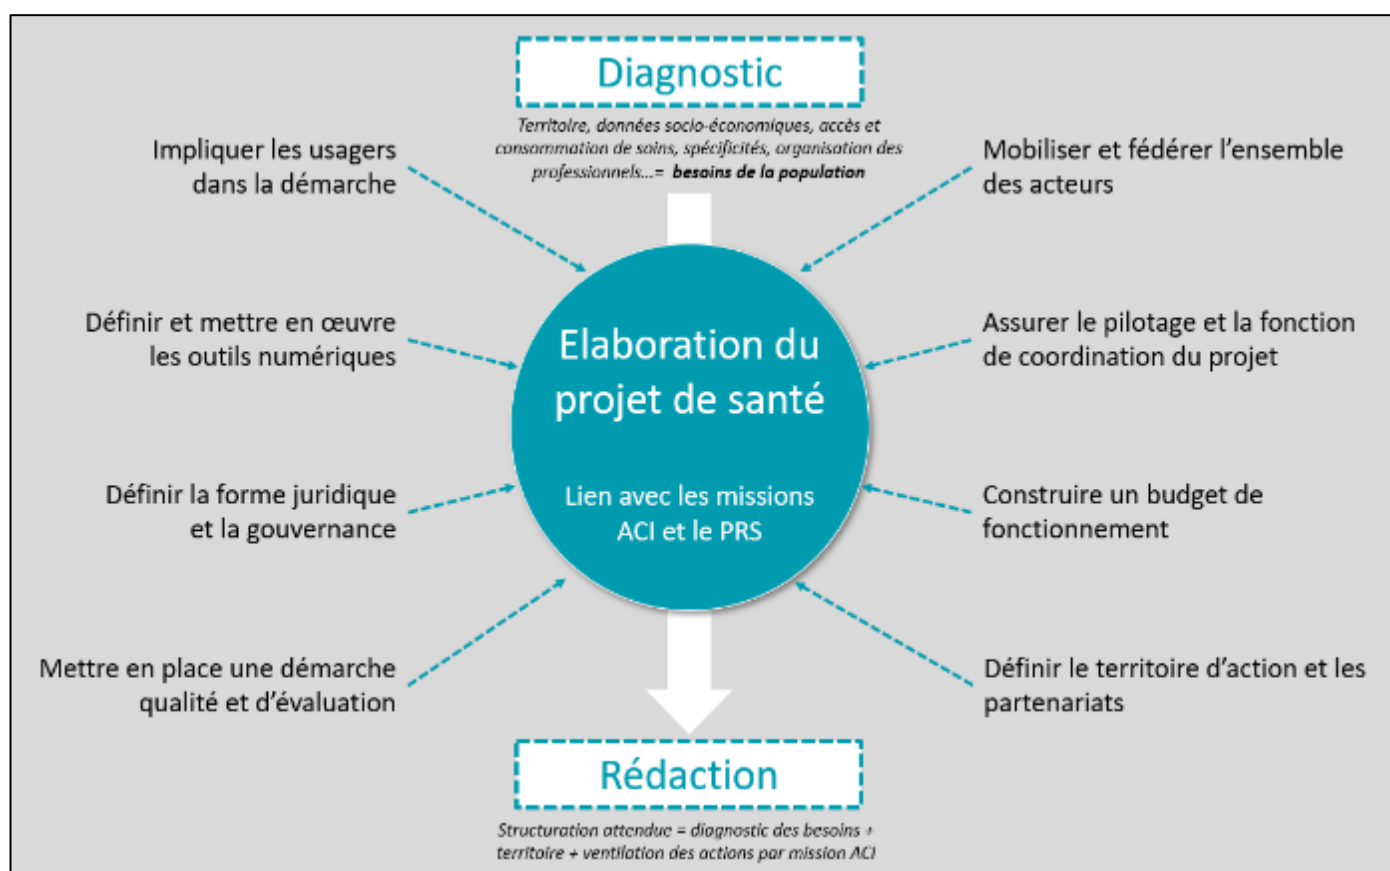 Diagnostic
Territoire, données socio-économiques, accès et
consommation de soins, spécificités, organisation des
professionnels...= besoins de la population
Impliquer les usagers
dans la démarche
Mobiliser et fédérer l'ensemble
des acteurs
Définir et mettre en œuvre
les outils numériques
Assurer le pilotage et la fonction
de coordination du projet
Elaboration du
projet de santé
Lien avec les missions
ACI et le PRS
Définir la forme juridique
et la gouvernance
Construire un budget de
fonctionnement
Mettre en place une démarche
qualité et d'évaluation
Définir le territoire d'action et les
partenariats
Rédaction
Structuration attendue = diagnostic des besoins +
territoire + ventilation des actions par mission ACI